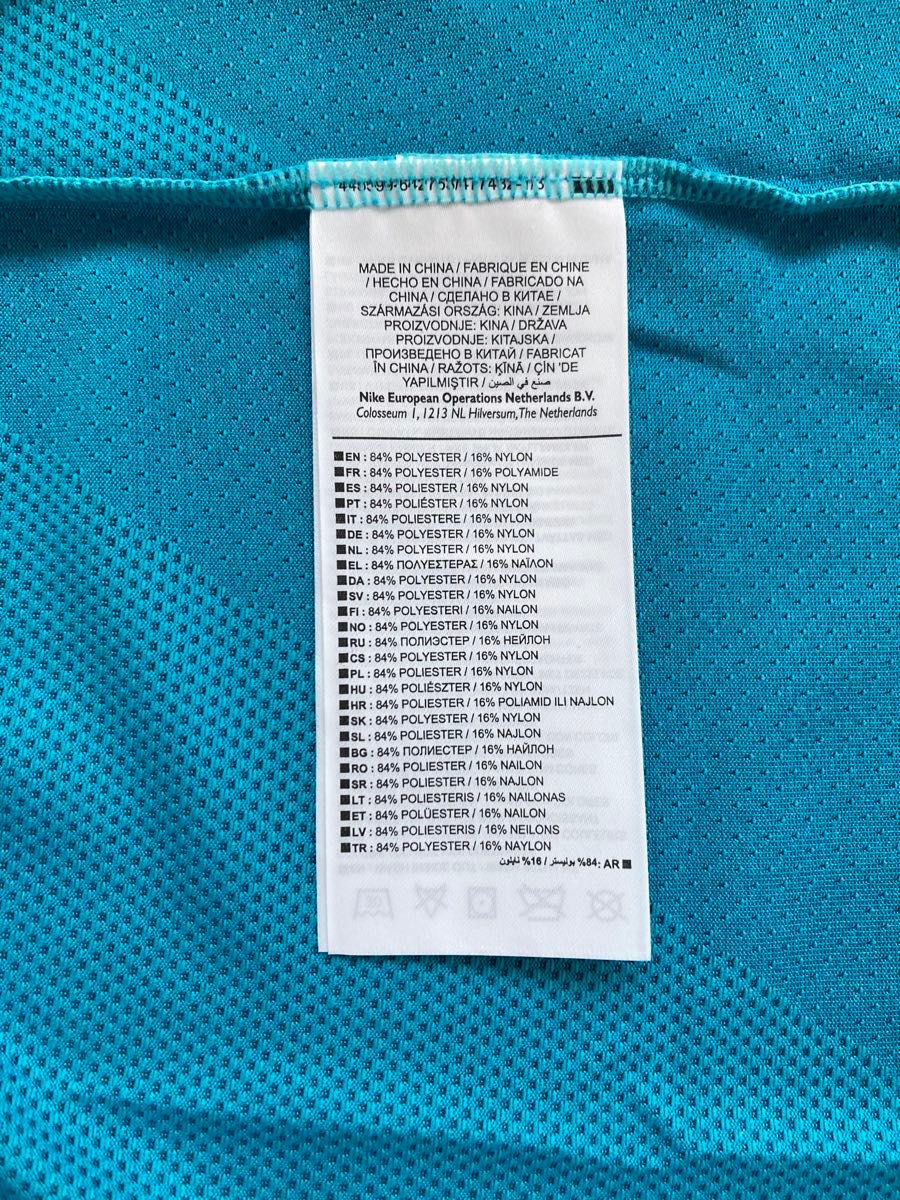 MADE IN CHINA / FABRIQUE EN CHINE
/ HECHO EN CHINA / FABRICADO NA
CHINA / СДЕЛАНО В КИТАЕ /
SZÁRMAZÁSI ORSZÁG: KINA / ZEMLJA
PROIZVODNJE: KINA / DRŽAVA
PROIZVODNJE: KITAJSKA /
ПРОИЗВЕДЕНО В КИТАЙ / FABRICAT
ÎN CHINA / RAŽOTS: ĶĪNĀ / ÇİN 'DE
YAPILMIŞTIR / صنع في الصين
Nike European Operations Netherlands B.V.
Colosseum 1, 1213 NL Hilversum,The Netherlands
EN : 84% POLYESTER / 16% NYLON
FR : 84% POLYESTER / 16% POLYAMIDE
ES : 84% POLIESTER / 16% NYLON
PT : 84% POLIÉSTER / 16% NYLON
IT : 84% POLIESTERE / 16% NYLON
DE : 84% POLYESTER / 16% NYLON
NL : 84% POLYESTER / 16% NYLON
EL : 84% ΠΟΛΥΕΣΤΕΡΑΣ / 16% ΝΑΪΛΟΝ
DA : 84% POLYESTER / 16% NYLON
SV : 84% POLYESTER / 16% NYLON
FI : 84% POLYESTERI / 16% NAILON
NO : 84% POLYESTER / 16% NYLON
RU : 84% ПОЛИЭСТЕР / 16% НЕЙЛОН
CS : 84% POLYESTER / 16% NYLON
PL : 84% POLIESTER / 16% NYLON
HU : 84% POLIÉSZTER / 16% NYLON
HR : 84% POLIESTER / 16% POLIAMID ILI NAJLON
SK : 84% POLYESTER / 16% NYLON
SL : 84% POLIESTER / 16% NAJLON
BG : 84% ПОЛИЕСТЕР / 16% НАЙЛОН
RO : 84% POLIESTER / 16% NAILON
SR : 84% POLIESTER / 16% NAJLON
LT : 84% POLIESTERIS / 16% NAILONAS
ET : 84% POLÜESTER / 16% NAILON
LV : 84% POLIESTERIS / 16% NEILONS
TR : 84% POLYESTER / 16% NAYLON
AR :84% بوليستر / 16% نايلون